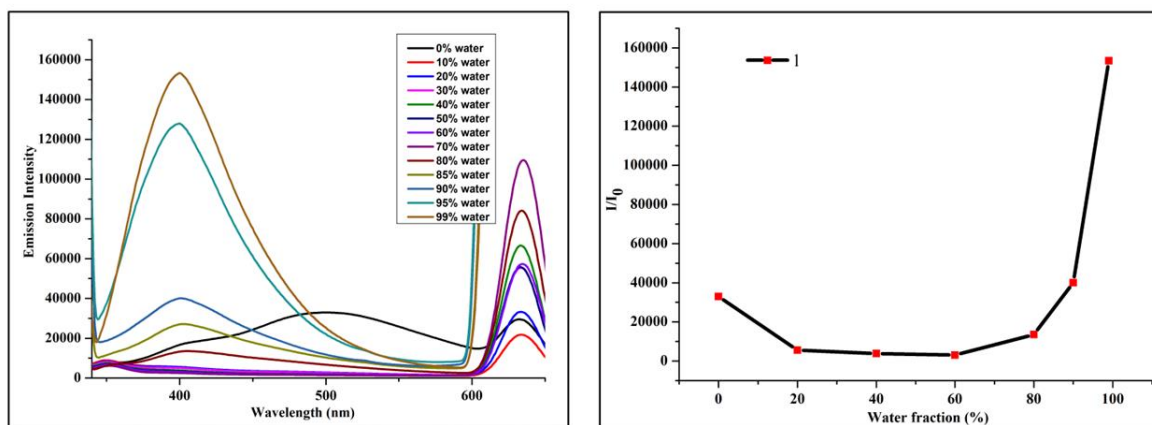 160000
140000
120000
100000
80000
60000
40000
20000
0
Emission Intensity
400
500
600
Wavelength (nm)
0% water
10% water
20% water
30% water
40% water
50% water
60% water
70% water
80% water
85% water
90% water
95% water
99% water
160000
140000
120000
100000
80000
60000
40000
20000
0
I/I0
1
0
20
40
60
80
100
Water fraction (%)